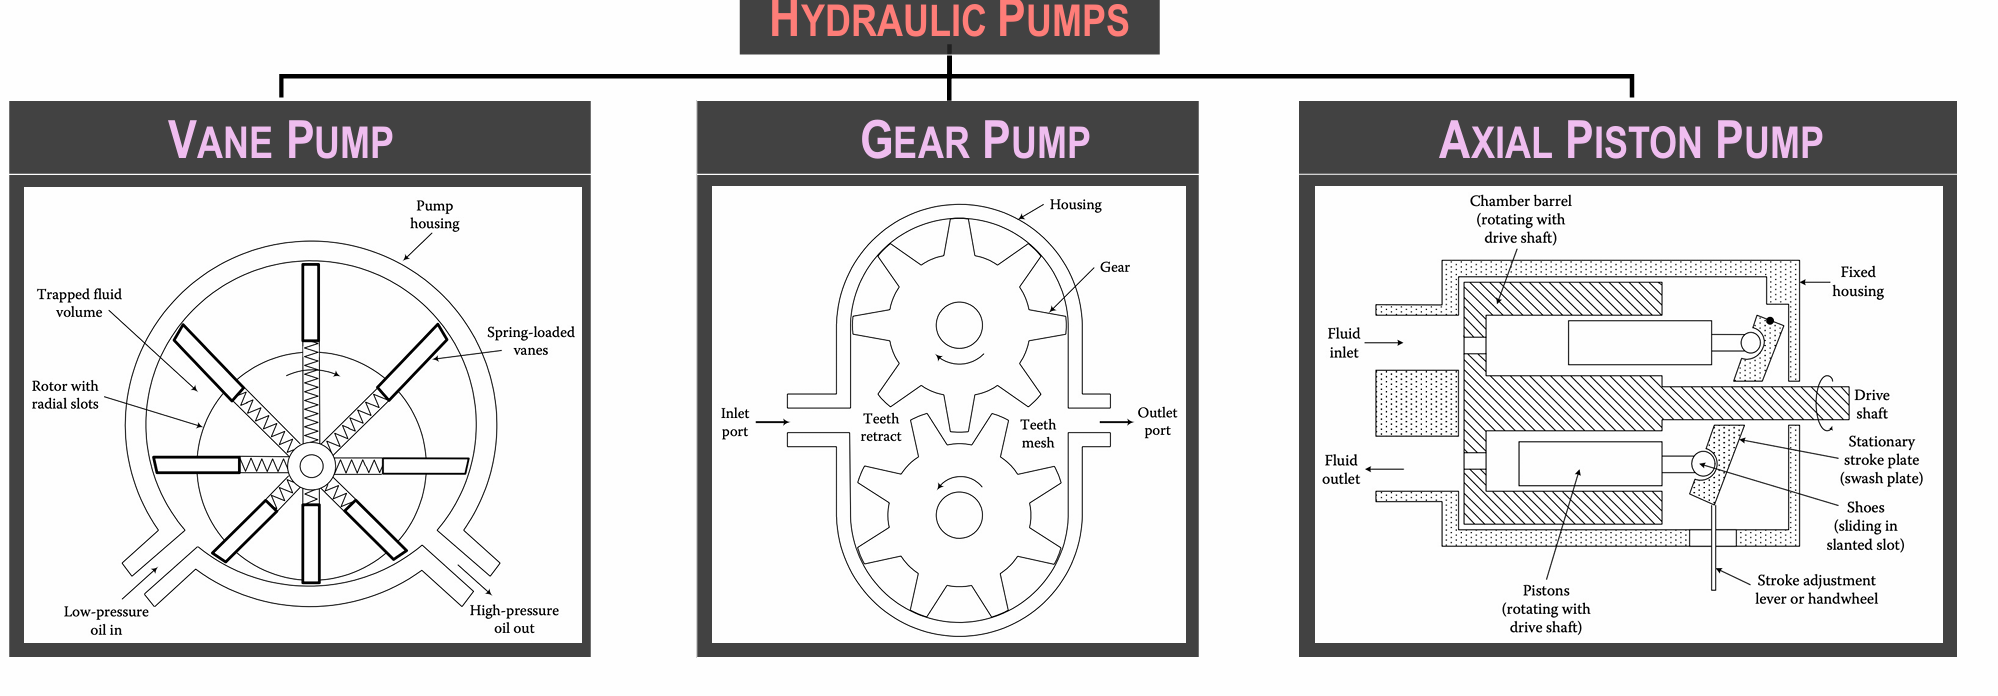 HYDRAULIC PUMPS
VANE PUMP
Pump
housing
Trapped fluid
volume
Spring-loaded
vanes
Rotor with
radial slots
Low-pressure
oil in
High-pressure
oil out
GEAR PUMP
Housing
Gear
Inlet
port
Teeth
retract
Teeth
mesh
Outlet
port
AXIAL PISTON PUMP
Chamber barrel
(rotating with
drive shaft)
Fixed
housing
Fluid
inlet
Drive
shaft
Stationary
stroke plate
(swash plate)
Fluid
outlet
Shoes
(sliding in
slanted slot)
Stroke adjustment
lever or handwheel
Pistons
(rotating with
drive shaft)